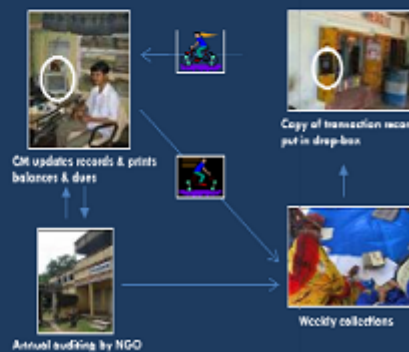 Copy of transaction recor
put in drop-box
CM updates records & prints
balances & dues
Weekly collections
Annual auditing by NGO